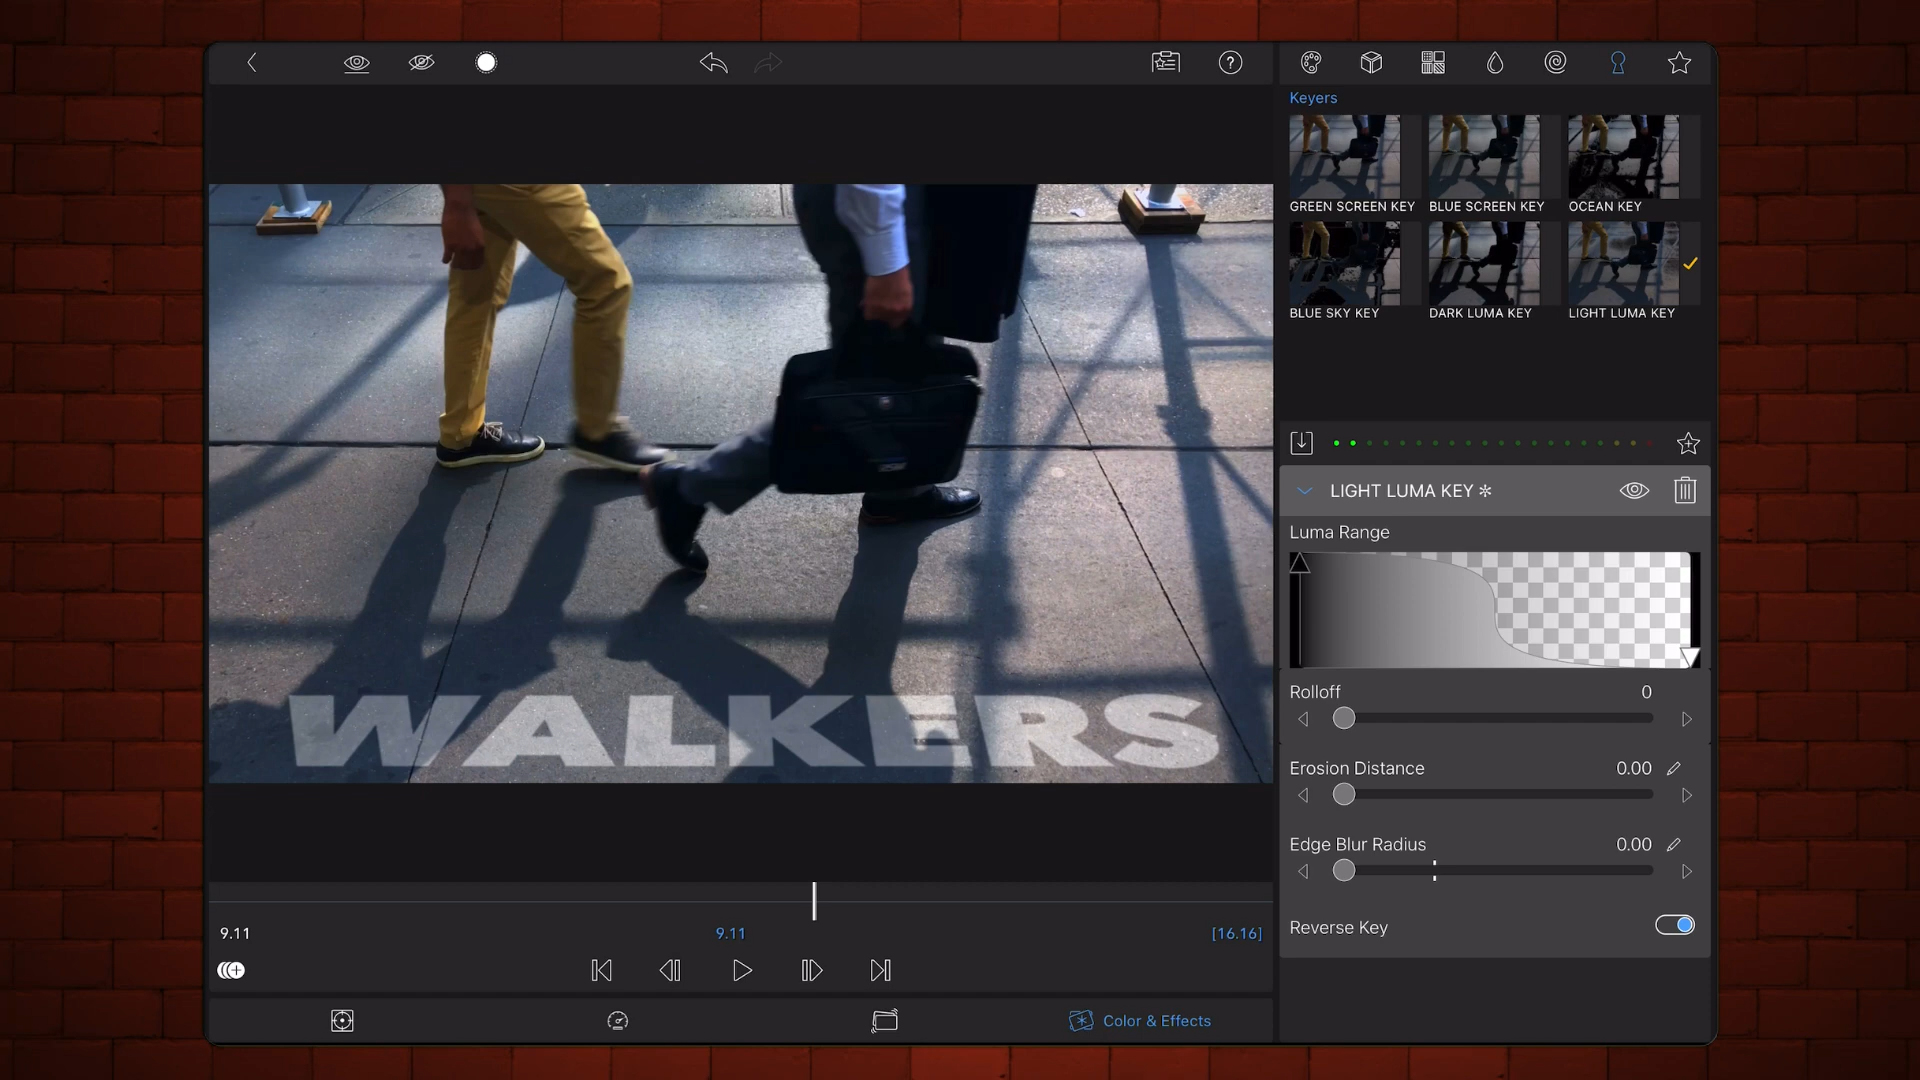 Keyers
GREEN SCREEN KEY
BLUE SCREEN KEY
OCEAN KEY
BLUE SKY KEY
DARK LUMA KEY
LIGHT LUMA KEY
LIGHT LUMA KEY ✻
Luma Range
Rolloff 0
Erosion Distance 0.00
Edge Blur Radius 0.00
Reverse Key
WALKERS
9.11 9.11 [16.16]
Color & Effects